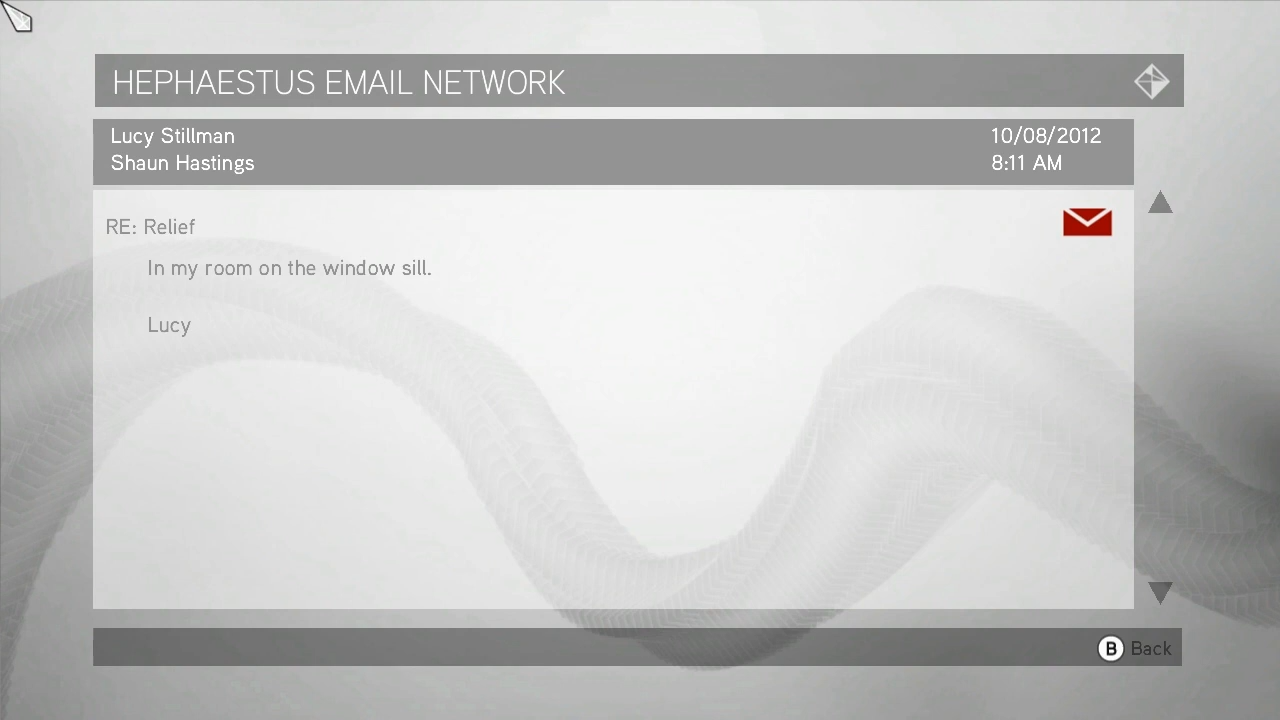 HEPHAESTUS EMAIL NETWORK
Lucy Stillman
10/08/2012
Shaun Hastings
8:11 AM
RE: Relief
In my room on the window sill.
Lucy
B Back